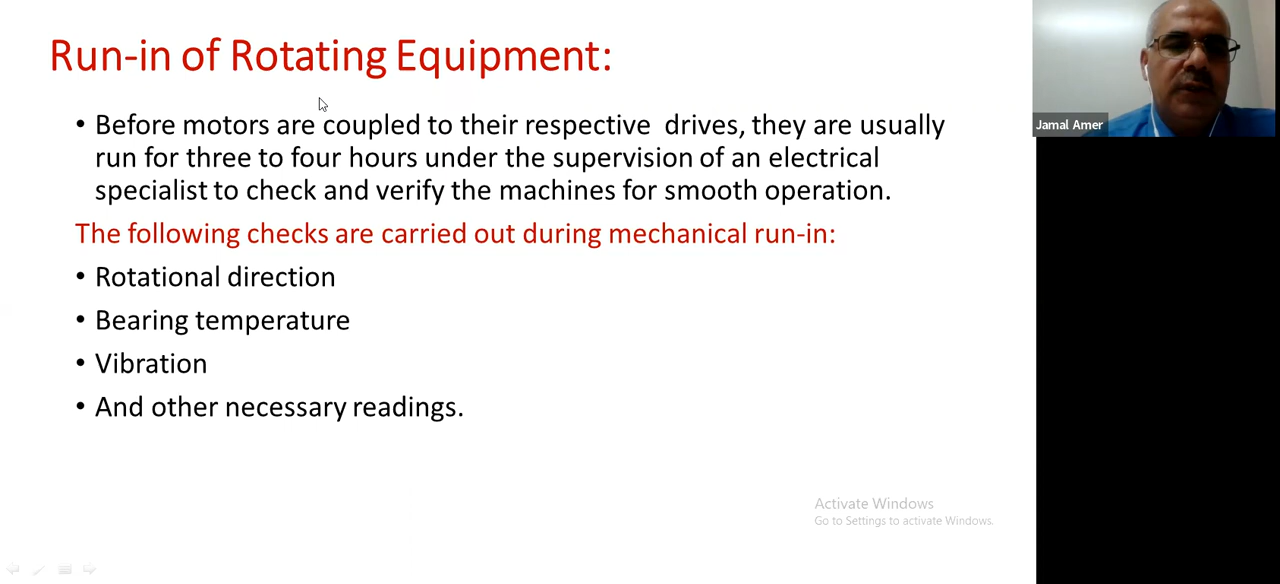 Run-in of Rotating Equipment:
• Before motors are coupled to their respective  drives, they are usually
run for three to four hours under the supervision of an electrical
specialist to check and verify the machines for smooth operation.
The following checks are carried out during mechanical run-in:
• Rotational direction
• Bearing temperature
• Vibration
• And other necessary readings.
Jamal Amer
Activate Windows
Go to Settings to activate Windows.